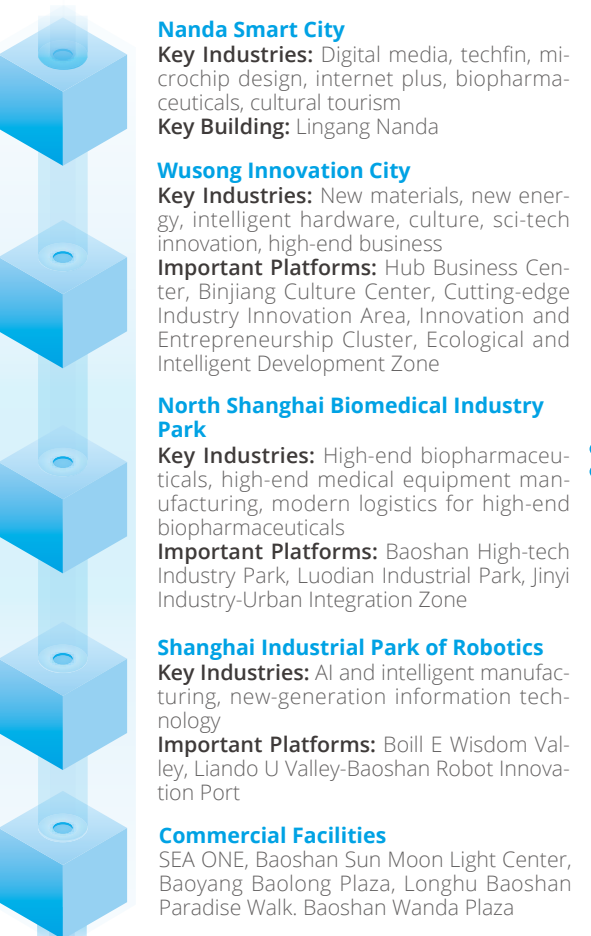 Nanda Smart City
Key Industries: Digital media, techfin, mi-
crochip design, internet plus, biopharma-
ceuticals, cultural tourism
Key Building: Lingang Nanda
Wusong Innovation City
Key Industries: New materials, new ener-
gy, intelligent hardware, culture, sci-tech
innovation, high-end business
Important Platforms: Hub Business Cen-
ter, Binjiang Culture Center, Cutting-edge
Industry Innovation Area, Innovation and
Entrepreneurship Cluster, Ecological and
Intelligent Development Zone
North Shanghai Biomedical Industry
Park
Key Industries: High-end biopharmaceu-
ticals, high-end medical equipment man-
ufacturing, modern logistics for high-end
biopharmaceuticals
Important Platforms: Baoshan High-tech
Industry Park, Luodian Industrial Park, Jinyi
Industry-Urban Integration Zone
Shanghai Industrial Park of Robotics
Key Industries: AI and intelligent manufac-
turing, new-generation information tech-
nology
Important Platforms: Boill E Wisdom Val-
ley, Liando U Valley-Baoshan Robot Innova-
tion Port
Commercial Facilities
SEA ONE, Baoshan Sun Moon Light Center,
Baoyang Baolong Plaza, Longhu Baoshan
Paradise Walk. Baoshan Wanda Plaza